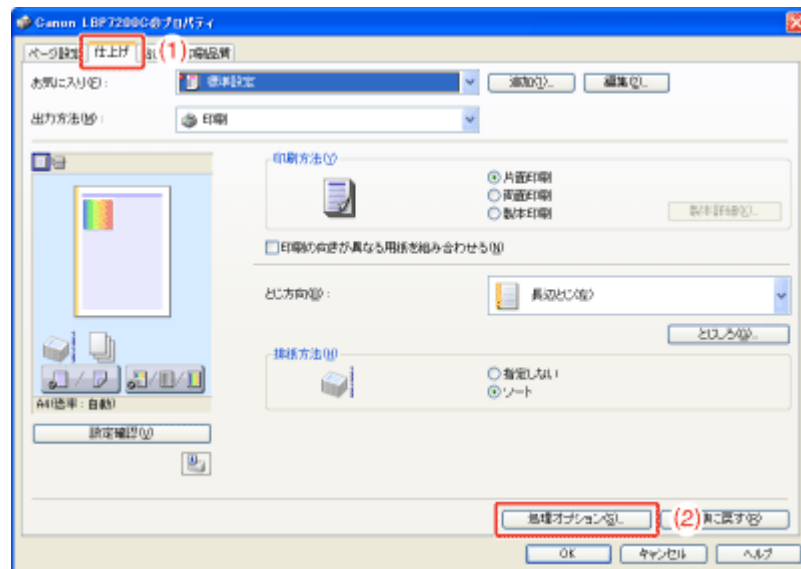 Canon LBP7200Cのプロパティ
ページ設定 仕上げ (1) 印刷品質
お気に入り(E): 標準設定 追加(1)... 編集(2)...
出力方法(M): 印刷
印刷方法(Y)
片面印刷
両面印刷
製本印刷 製本詳細(X)...
印刷の向きが異なる用紙を組み合わせる(N)
とじ方向(B): 長辺とじ(左)
とじしろ(G)...
排紙方法(H)
指定しない
ソート
A4(倍率:自動)
設定確認(V)
処理オプション(S)... (2) に戻す(R)
OK キャンセル ヘルプ